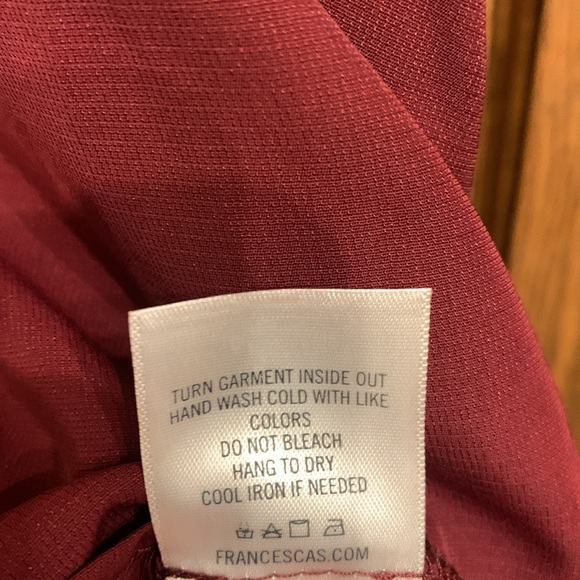 TURN GARMENT INSIDE OUT
HAND WASH COLD WITH LIKE
COLORS
DO NOT BLEACH
HANG TO DRY
COOL IRON IF NEEDED
FRANCESCAS.COM